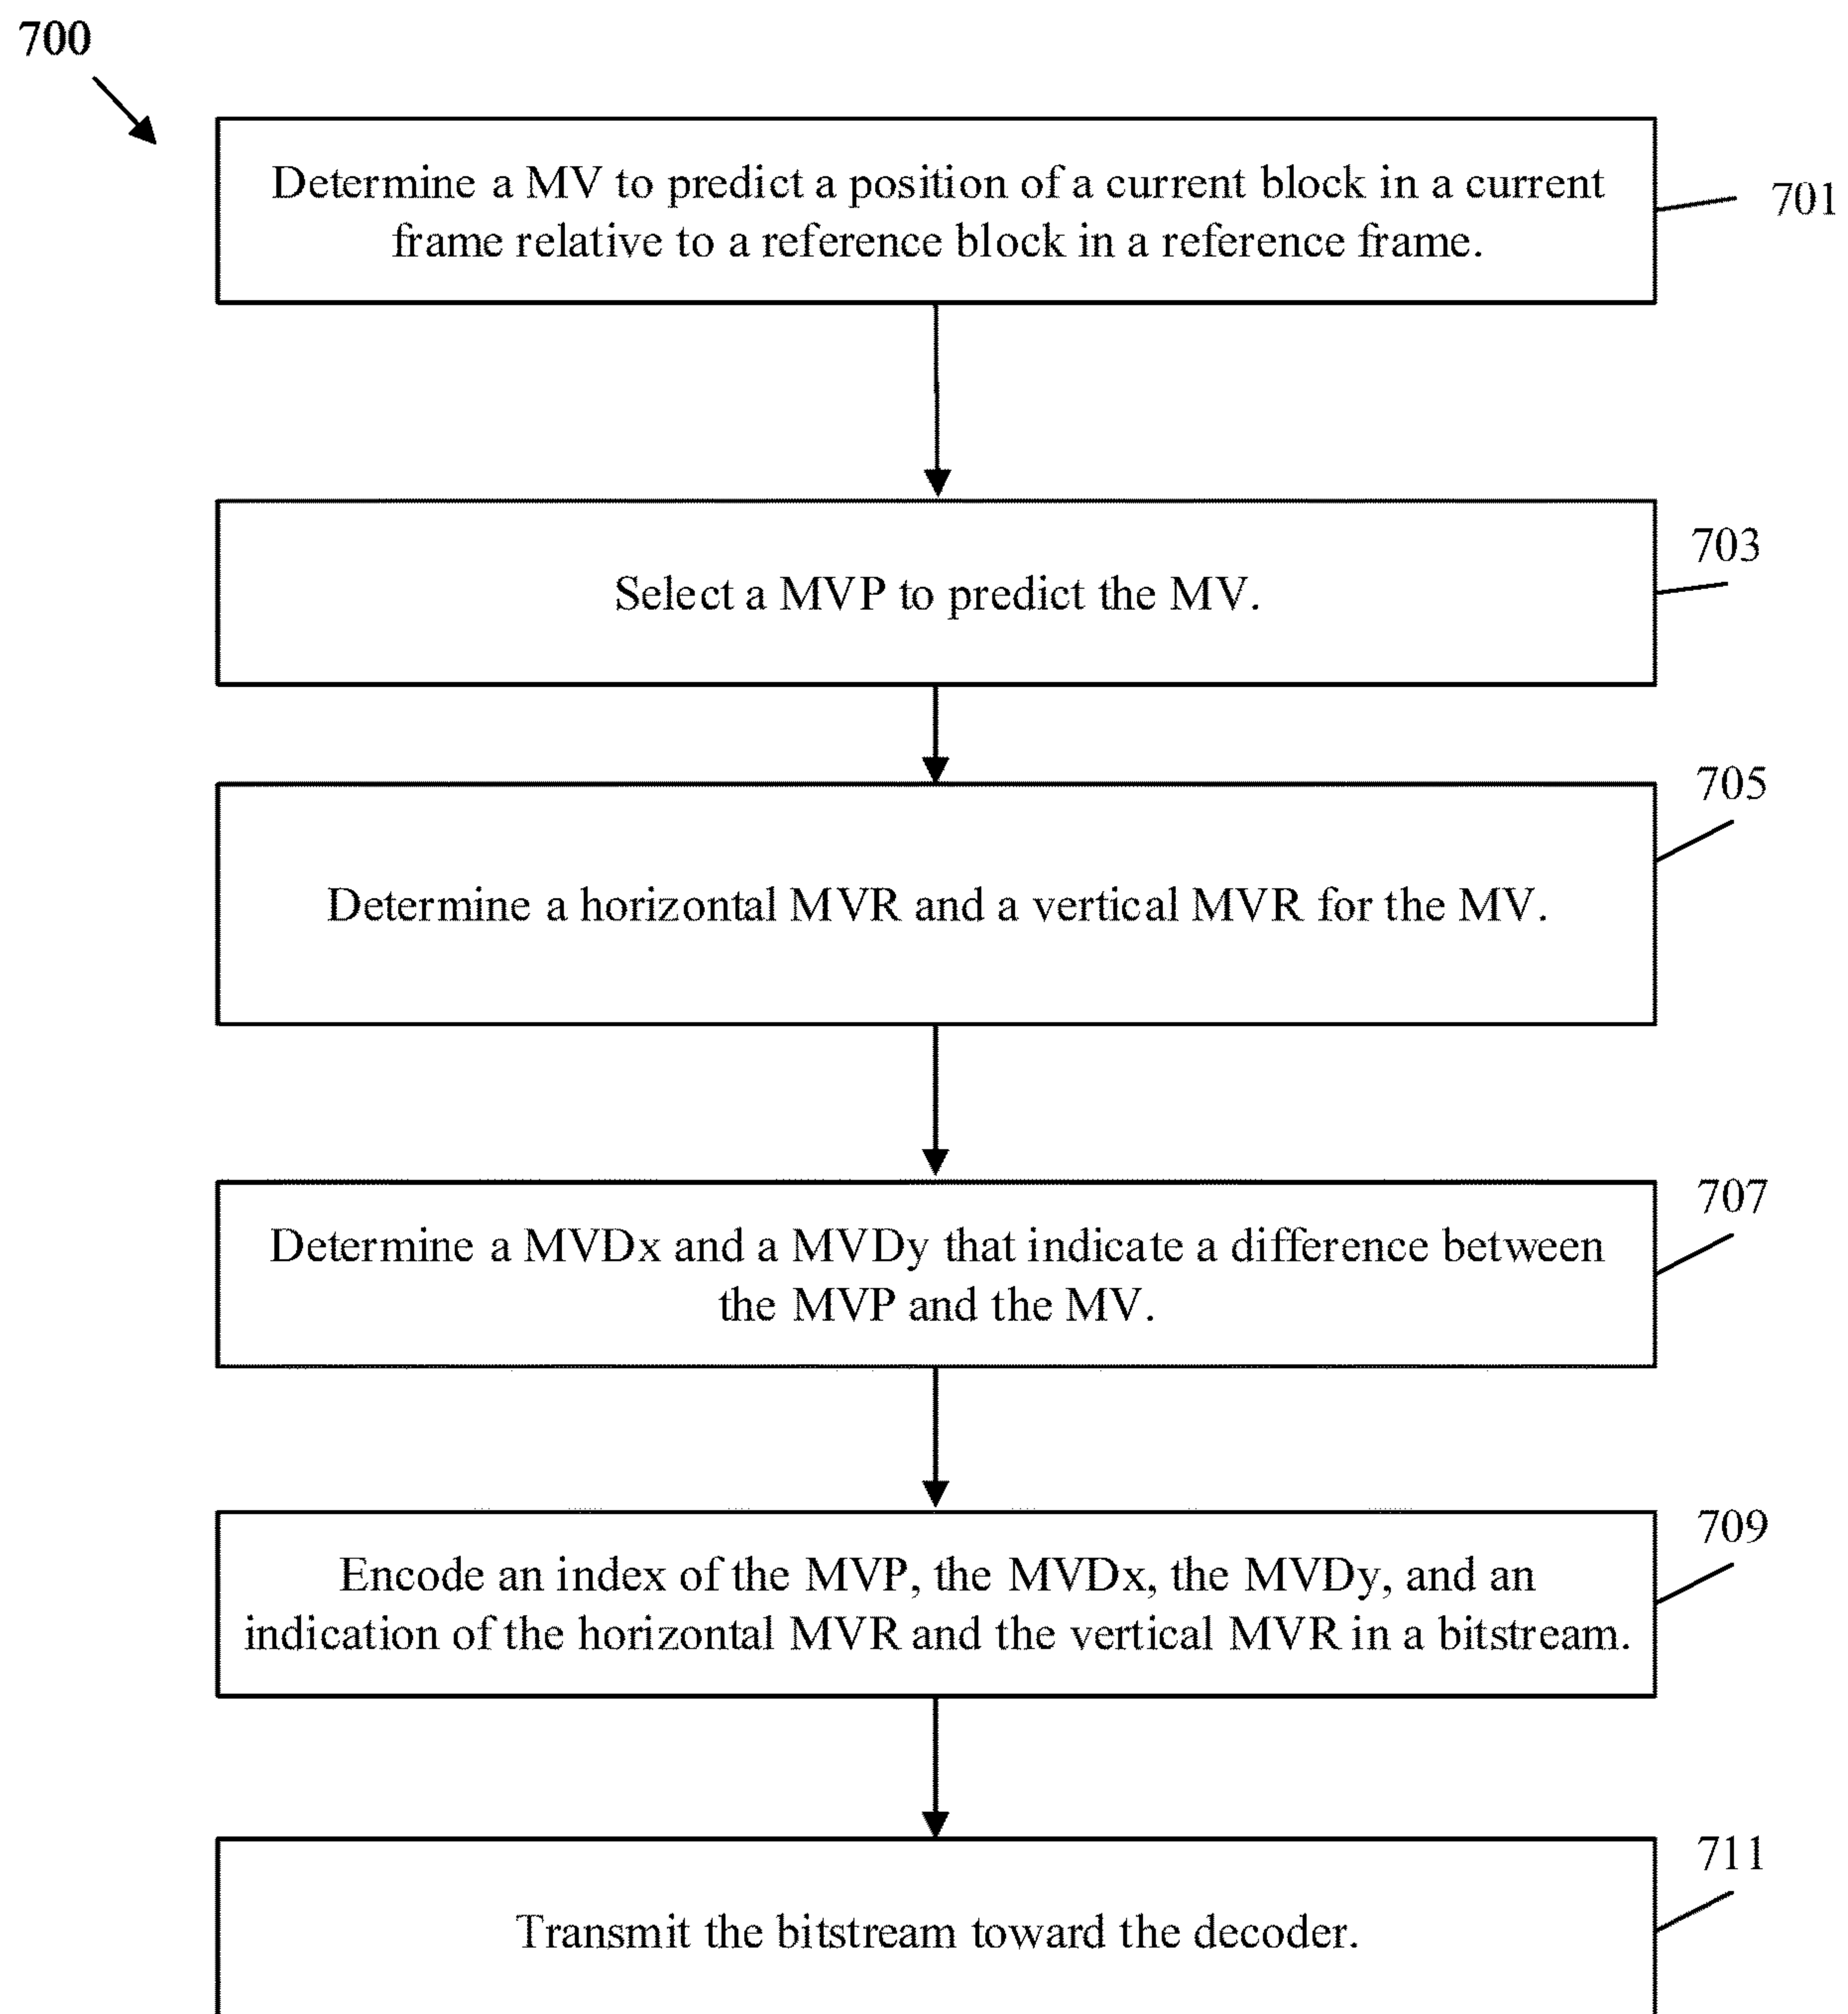 700
Determine a MV to predict a position of a current block in a current
frame relative to a reference block in a reference frame.
701
Select a MVP to predict the MV.
703
Determine a horizontal MVR and a vertical MVR for the MV.
705
Determine a MVDx and a MVDy that indicate a difference between
the MVP and the MV.
707
Encode an index of the MVP, the MVDx, the MVDy, and an
indication of the horizontal MVR and the vertical MVR in a bitstream.
709
Transmit the bitstream toward the decoder.
711